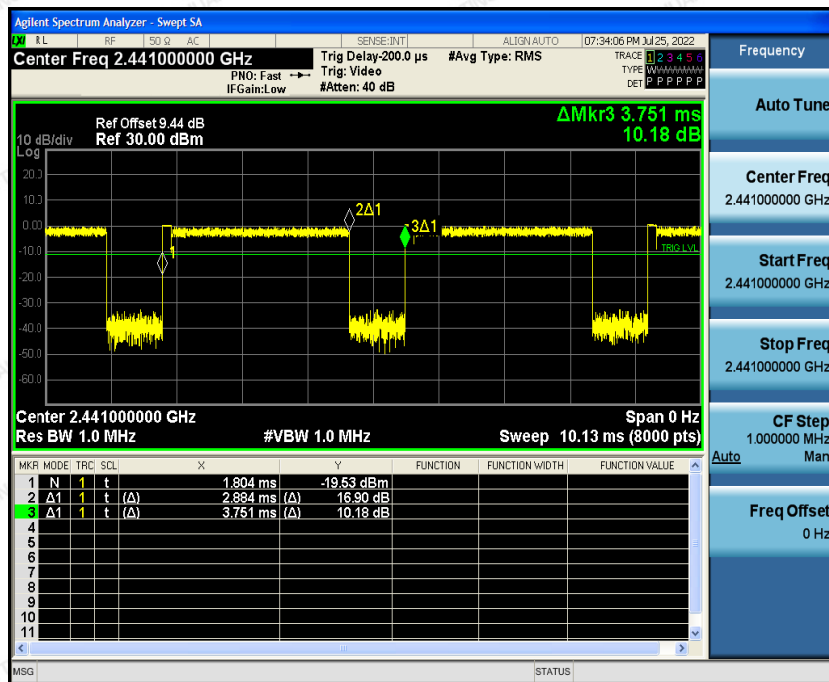 Agilent Spectrum Analyzer - Swept SA
LXI RL RF 50 Ω AC SENSE:INT ALIGN AUTO 07:34:06 PM Jul 25, 2022
Center Freq 2.441000000 GHz
PNO: Fast
IFGain:Low
Trig Delay-200.0 µs
Trig: Video
#Atten: 40 dB
#Avg Type: RMS
TRACE 1 2 3 4 5 6
TYPE WWWWWW
DET P P P P P P
Frequency
Auto Tune
Center Freq
2.441000000 GHz
Start Freq
2.441000000 GHz
Stop Freq
2.441000000 GHz
CF Step
1.000000 MHz
Auto Man
Freq Offset
0 Hz
ΔMkr3 3.751 ms
10.18 dB
Ref Offset 9.44 dB
10 dB/div Ref 30.00 dBm
Log
20.0
10.0
0.00
-10.0
-20.0
-30.0
-40.0
-50.0
-60.0
1
2Δ1
3Δ1
TRIG LVL
Center 2.441000000 GHz Span 0 Hz
Res BW 1.0 MHz #VBW 1.0 MHz Sweep 10.13 ms (8000 pts)
MKR MODE TRC SCL X Y FUNCTION FUNCTION WIDTH FUNCTION VALUE
1 N 1 t 1.804 ms -19.53 dBm
2 Δ1 1 t (Δ) 2.884 ms (Δ) 16.90 dB
3 Δ1 1 t (Δ) 3.751 ms (Δ) 10.18 dB
4
5
6
7
8
9
10
11
MSG STATUS